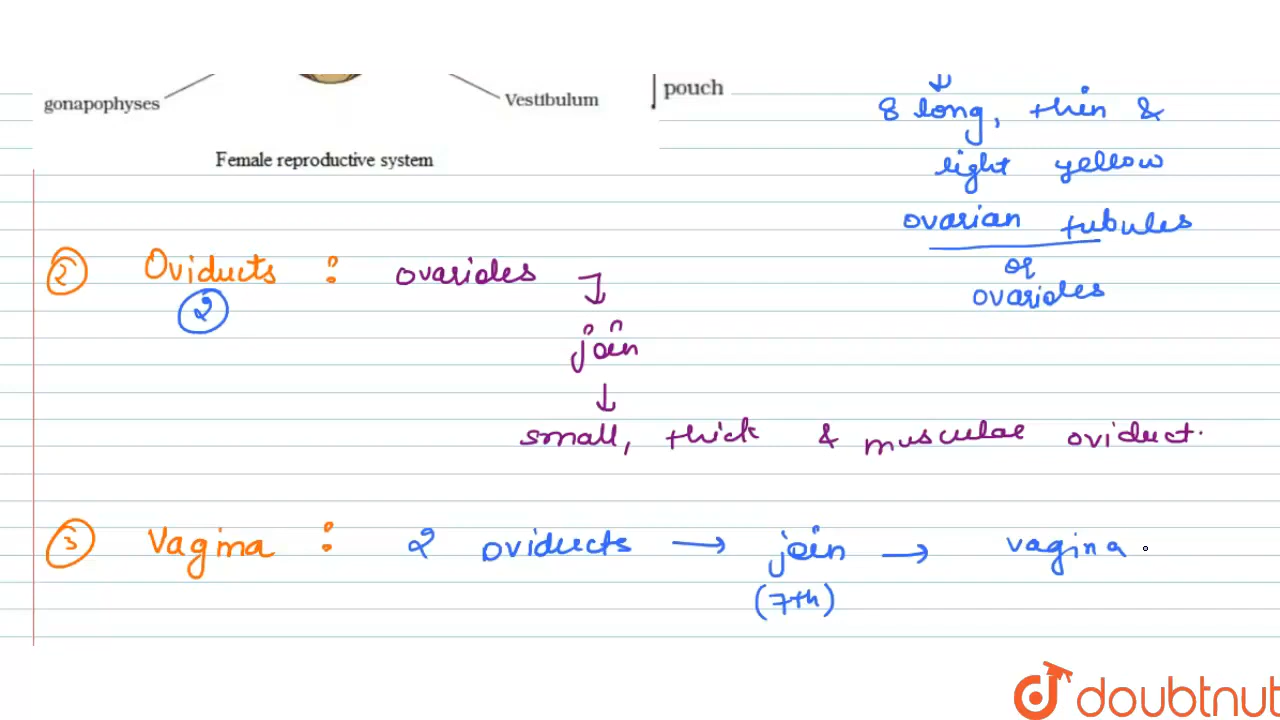 gonapophyses
Vestibulum
pouch
Female reproductive system
8 long, thin &
light yellow
ovarian tubules
or
ovarioles
② Oviducts : ovarioles
②
join
↓
small, thick & muscular oviduct.
③ Vagina : 2 oviducts → join → vagina.
(7th)
doubtnut